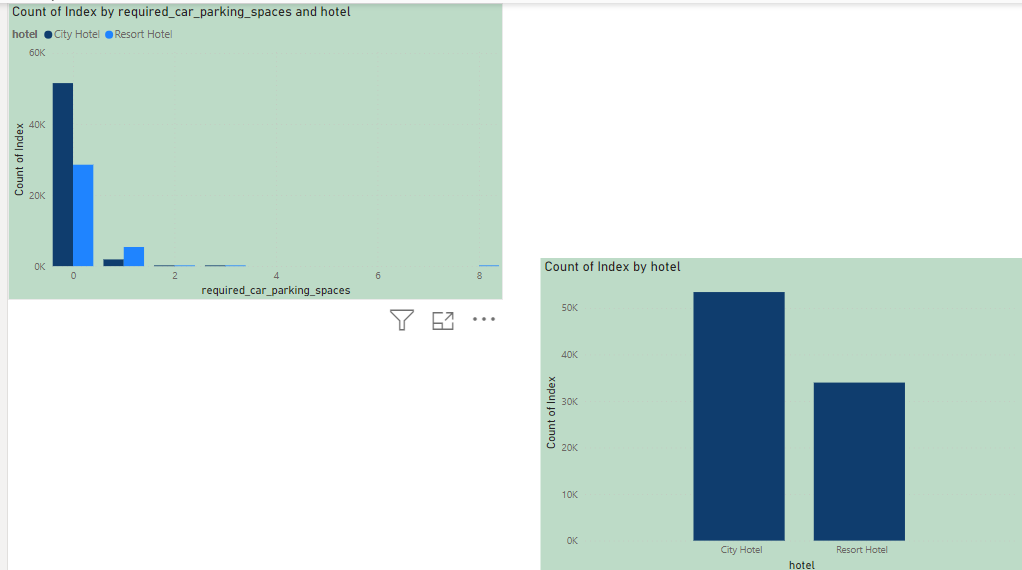 Count of Index by required_car_parking_spaces and hotel
hotel City Hotel Resort Hotel
60K
40K
20K
0K
Count of Index
0 2 4 6 8
required_car_parking_spaces
Count of Index by hotel
50K
40K
30K
20K
10K
0K
Count of Index
City Hotel Resort Hotel
hotel